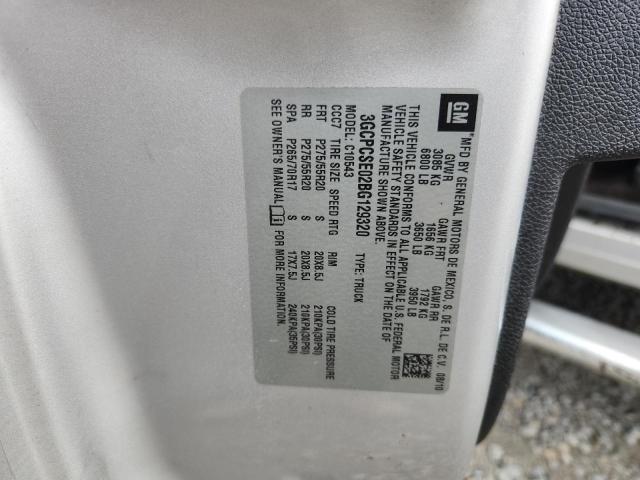 GM
MFD BY GENERAL MOTORS DE MEXICO, S. DE R.L. DE C.V. 08/10
GVWR GAWR FRT GAWR RR
3085 KG 1656 KG 1792 KG
6800 LB 3650 LB 3950 LB
THIS VEHICLE CONFORMS TO ALL APPLICABLE U.S. FEDERAL MOTOR
VEHICLE SAFETY STANDARDS IN EFFECT ON THE DATE OF
MANUFACTURE SHOWN ABOVE.
3GCPCSE02BG129320 TYPE: TRUCK
MODEL: C10543
CCC7 TIRE SIZE SPEED RTG RIM COLD TIRE PRESSURE
FRT P275/55R20 S 20X8.5J 210KPA(30PSI)
RR P275/55R20 S 20X8.5J 210KPA(30PSI)
SPA P265/70R17 S 17X7.5J 240KPA(35PSI)
SEE OWNER'S MANUAL FOR MORE INFORMATION.